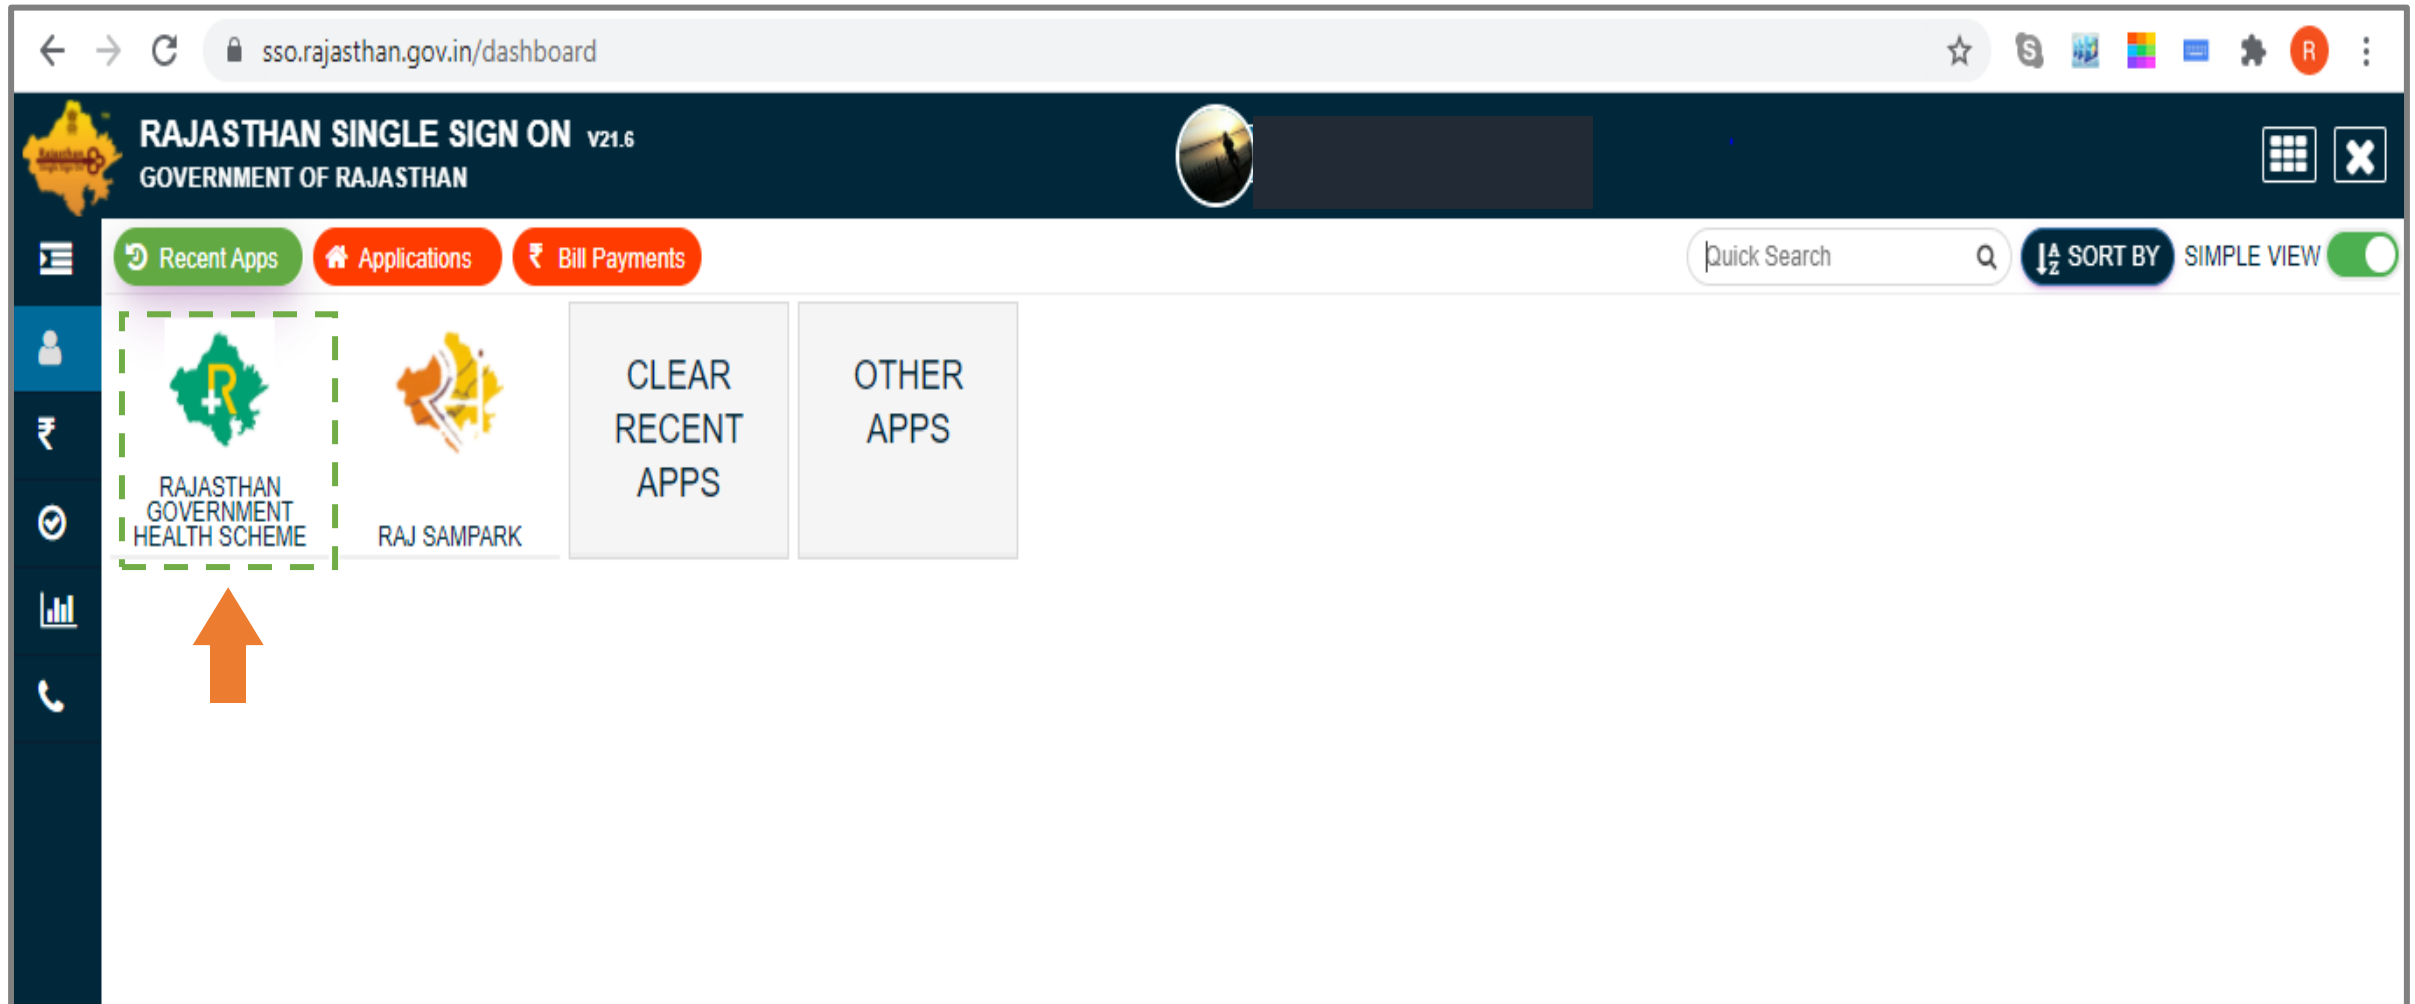 sso.rajasthan.gov.in/dashboard
R
RAJASTHAN SINGLE SIGN ON V21.6
GOVERNMENT OF RAJASTHAN
Recent Apps
Applications
₹ Bill Payments
Quick Search
SORT BY
SIMPLE VIEW
RAJASTHAN
GOVERNMENT
HEALTH SCHEME
RAJ SAMPARK
CLEAR
RECENT
APPS
OTHER
APPS